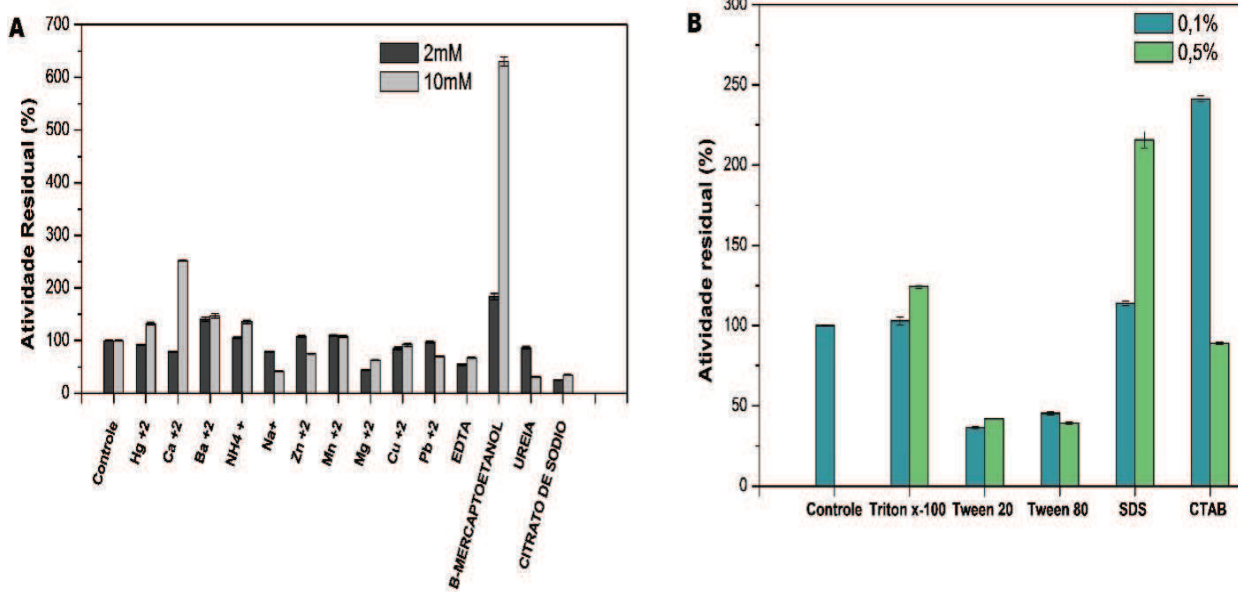 A
Atividade Residual (%)
700
600
500
400
300
200
100
0
2mM
10mM
Controle
Hg +2
Ca +2
Ba +2
NH4 +
Na+
Zn +2
Mn +2
Mg +2
Cu +2
Pb +2
EDTA
B-MERCAPTOETANOL
UREIA
CITRATO DE SODIO
B
Atividade residual (%)
300
250
200
150
100
50
0
0,1%
0,5%
Controle Triton x-100 Tween 20 Tween 80 SDS CTAB